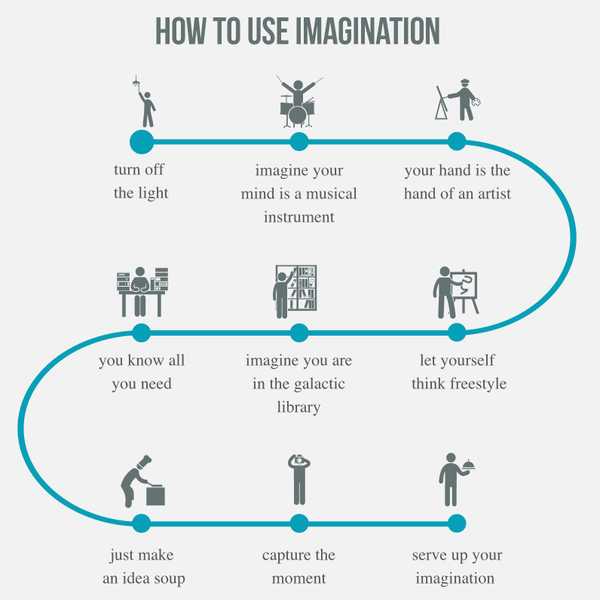 HOW TO USE IMAGINATION
turn off
the light
imagine your
mind is a musical
instrument
your hand is the
hand of an artist
let yourself
think freestyle
imagine you are
in the galactic
library
you know all
you need
just make
an idea soup
capture the
moment
serve up your
imagination